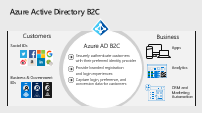 Azure Active Directory B2C
Customers
Social IDs
Business & Government
IDs
Azure AD B2C
Securely authenticate customers
with their preferred identity provider
Provide branded registration
and login experiences
Capture login, preference, and
conversion data for customers
Business
Apps
Analytics
CRM and
Marketing
Automation